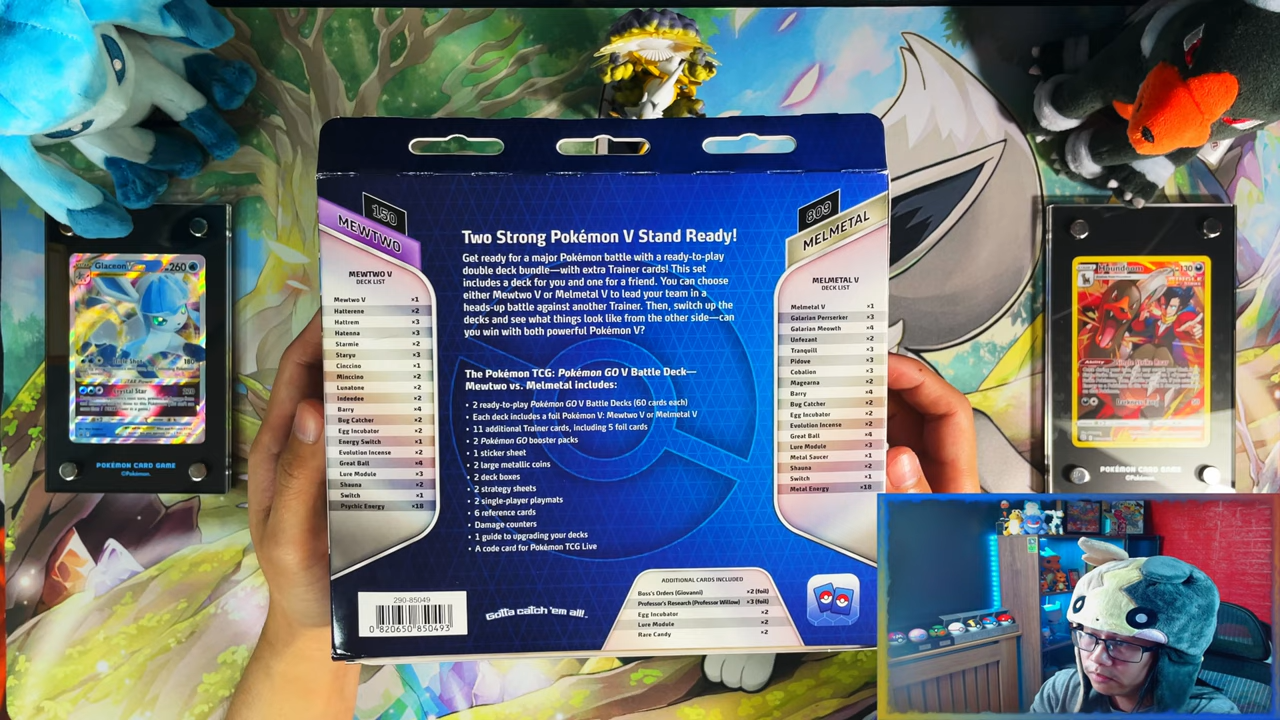 150
MEWTWO
MEWTWO V
DECK LIST
Mewtwo V ×1
Hatterene ×2
Hattrem ×3
Hatenna ×3
Starmie ×2
Staryu ×3
Cinccino ×1
Minccino ×2
Lunatone ×2
Indeedee ×2
Barry ×4
Bug Catcher ×2
Egg Incubator ×2
Energy Switch ×1
Evolution Incense ×2
Great Ball ×4
Lure Module ×3
Shauna ×2
Switch ×1
Psychic Energy ×18
Two Strong Pokémon V Stand Ready!
Get ready for a major Pokémon battle with a ready-to-play
double deck bundle—with extra Trainer cards! This set
includes a deck for you and one for a friend. You can choose
either Mewtwo V or Melmetal V to lead your team in a
heads-up battle against another Trainer. Then, switch up the
decks and see what things look like from the other side—can
you win with both powerful Pokémon V?
The Pokémon TCG: Pokémon GO V Battle Deck—
Mewtwo vs. Melmetal includes:
• 2 ready-to-play Pokémon GO V Battle Decks (60 cards each)
• Each deck includes a foil Pokémon V: Mewtwo V or Melmetal V
• 11 additional Trainer cards, including 5 foil cards
• 2 Pokémon GO booster packs
• 1 sticker sheet
• 2 large metallic coins
• 2 deck boxes
• 2 strategy sheets
• 2 single-player playmats
• 6 reference cards
• Damage counters
• 1 guide to upgrading your decks
• A code card for Pokémon TCG Live
809
MELMETAL
MELMETAL V
DECK LIST
Melmetal V ×1
Galarian Perrserker ×3
Galarian Meowth ×4
Unfezant ×2
Tranquill ×3
Pidove ×3
Cobalion ×3
Magearna ×2
Barry ×4
Bug Catcher ×2
Egg Incubator ×2
Evolution Incense ×2
Great Ball ×4
Lure Module ×3
Metal Saucer ×1
Shauna ×2
Switch ×1
Metal Energy ×18
290-85049
0 820650 850493
Gotta catch 'em all!
ADDITIONAL CARDS INCLUDED
Boss's Orders (Giovanni) ×2 (foil)
Professor's Research (Professor Willow) ×3 (foil)
Egg Incubator ×2
Lure Module ×2
Rare Candy ×2
Glaceon V 260
180
Crystal Star
POKÉMON CARD GAME
©Pokémon.
Houndoom 130
Ability Single Strike Roar
Darkness Fang
POKÉMON CARD GAME
©Pokémon.